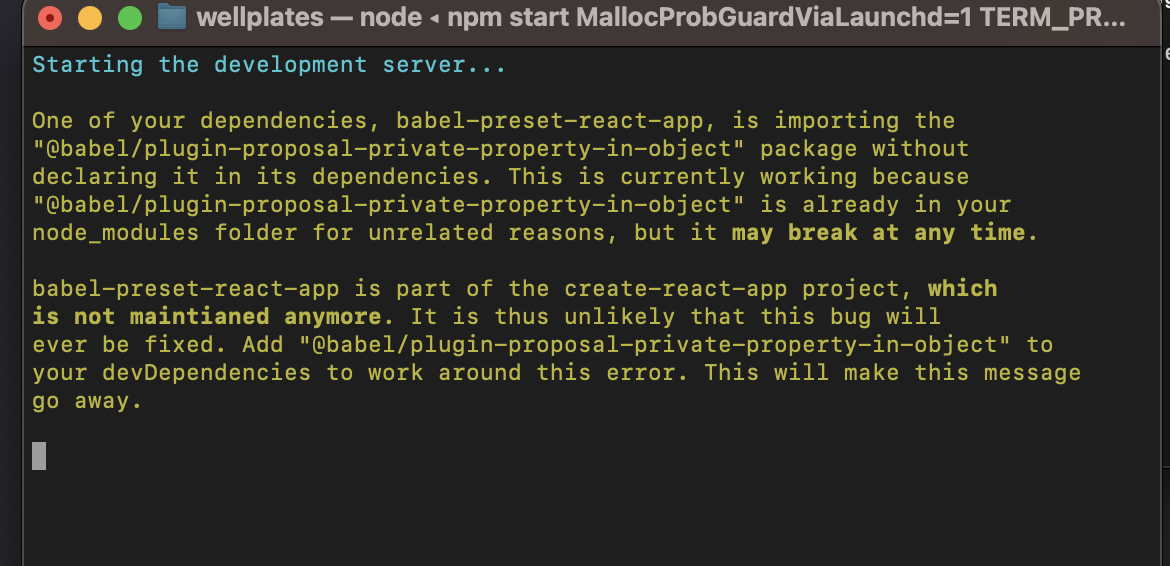 wellplates — node ◂ npm start MallocProbGuardViaLaunchd=1 TERM_PR...
Starting the development server...
One of your dependencies, babel-preset-react-app, is importing the
"@babel/plugin-proposal-private-property-in-object" package without
declaring it in its dependencies. This is currently working because
"@babel/plugin-proposal-private-property-in-object" is already in your
node_modules folder for unrelated reasons, but it may break at any time.
babel-preset-react-app is part of the create-react-app project, which
is not maintianed anymore. It is thus unlikely that this bug will
ever be fixed. Add "@babel/plugin-proposal-private-property-in-object" to
your devDependencies to work around this error. This will make this message
go away.